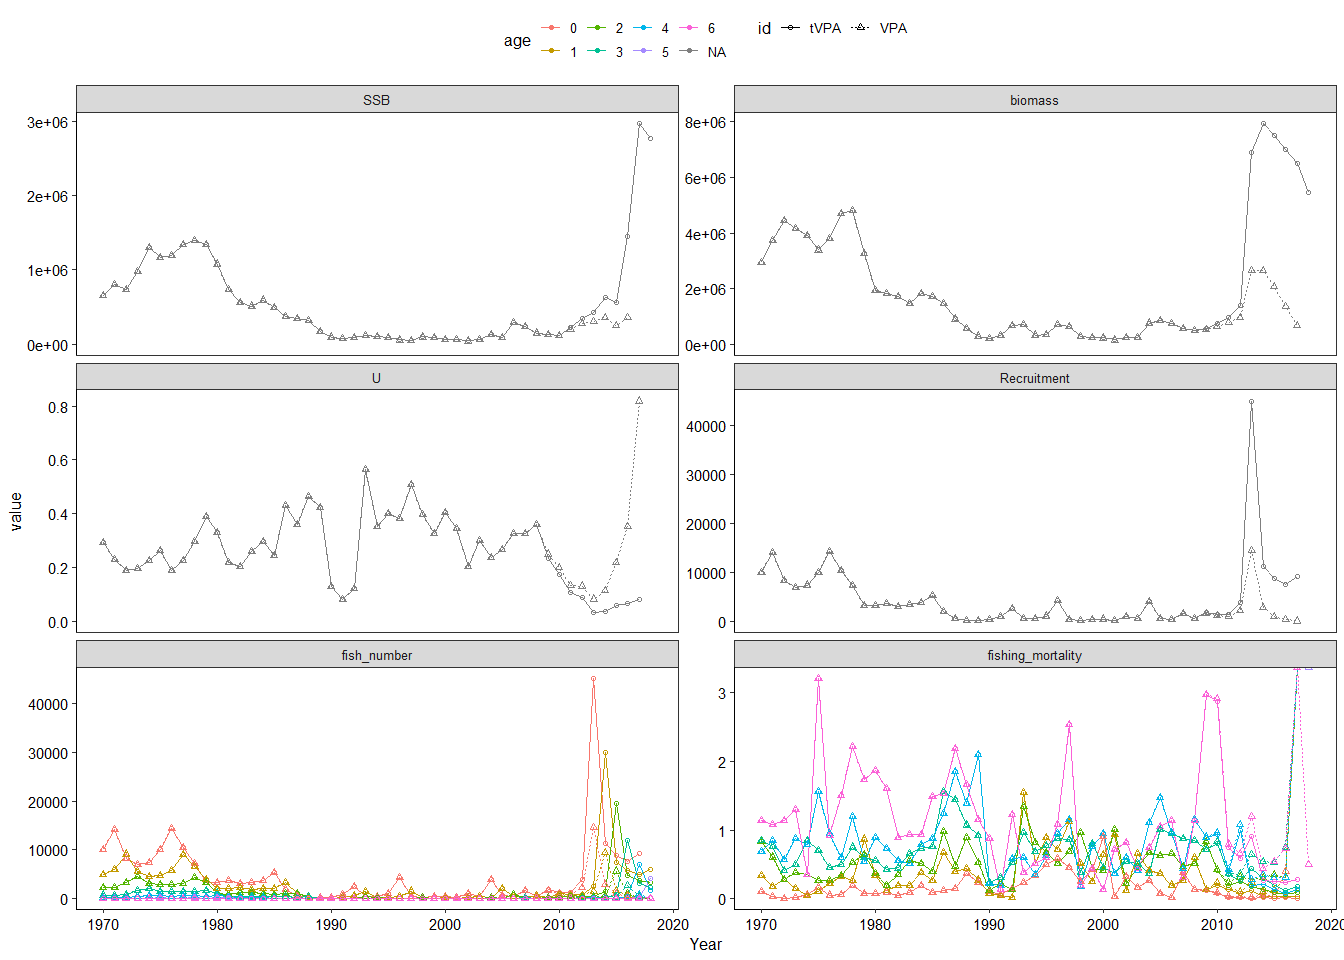 age 0 2 4 6 id tVPA VPA
1 3 5 NA
SSB biomass
3e+06
2e+06
1e+06
0e+00
8e+06
6e+06
4e+06
2e+06
0e+00
U Recruitment
0.8
0.6
0.4
0.2
0.0
40000
30000
20000
10000
0
value
fish_number fishing_mortality
40000
30000
20000
10000
0
3
2
1
0
1970 1980 1990 2000 2010 2020 1970 1980 1990 2000 2010 2020
Year